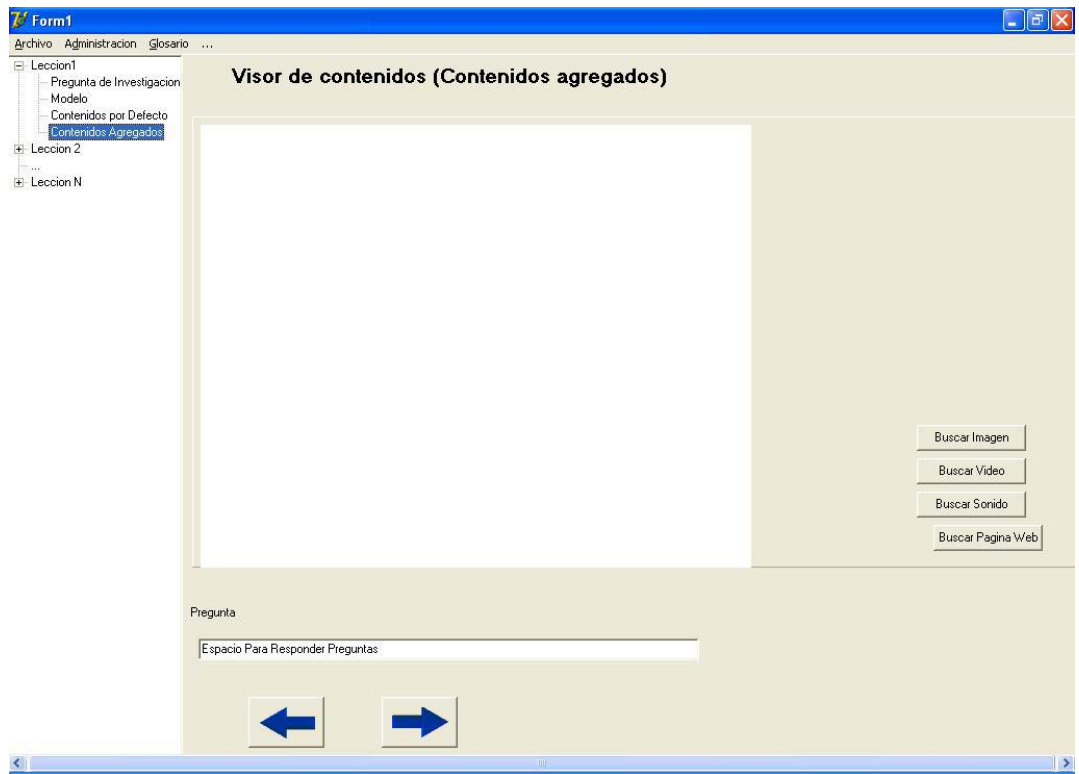 Form1
Archivo Administracion Glosario ...
Leccion1
Pregunta de Investigacion
Modelo
Contenidos por Defecto
Contenidos Agregados
Leccion 2
...
Leccion N
Visor de contenidos (Contenidos agregados)
Buscar Imagen
Buscar Video
Buscar Sonido
Buscar Pagina Web
Pregunta
Espacio Para Responder Preguntas